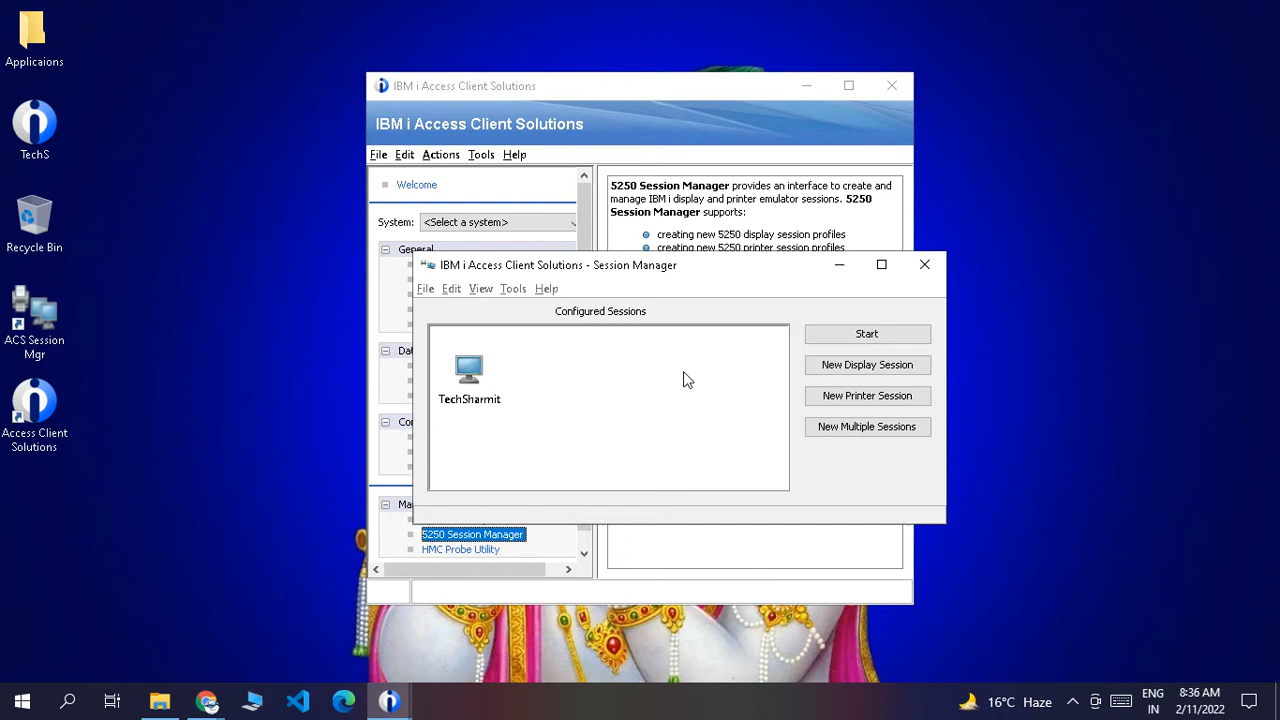 Applicaions
TechS
Recycle Bin
ACS Session
Mgr
Access Client
Solutions
IBM i Access Client Solutions
IBM i Access Client Solutions
File Edit Actions Tools Help
Welcome
System: <Select a system>
General
5250 Session Manager provides an interface to create and
manage IBM i display and printer emulator sessions. 5250
Session Manager supports:
creating new 5250 display session profiles
creating new 5250 printer session profiles
IBM i Access Client Solutions - Session Manager
File Edit View Tools Help
Configured Sessions
TechSharmit
Start
New Display Session
New Printer Session
New Multiple Sessions
Dat
Co
Ma
5250 Session Manager
HMC Probe Utility
16°C Haze
ENG
IN
8:36 AM
2/11/2022